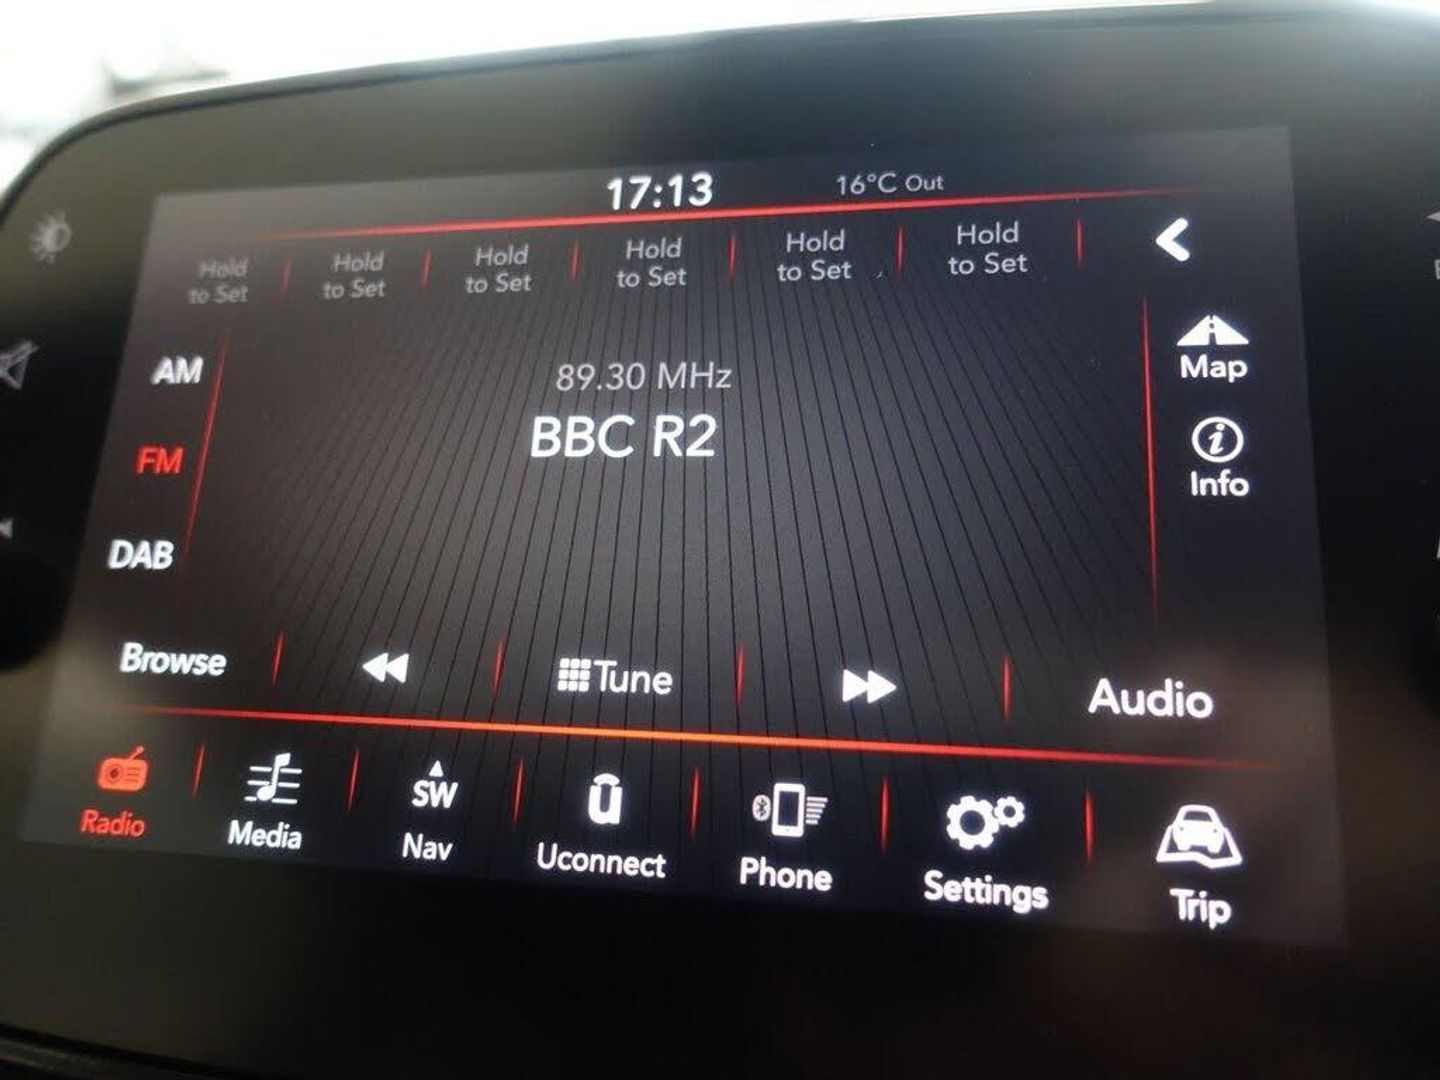 17:13
16°C Out
Hold to Set
Hold to Set
Hold to Set
Hold to Set
Hold to Set
Hold to Set
AM
FM
DAB
89.30 MHz
BBC R2
Map
Info
Browse
Tune
Audio
Radio
Media
SW
Nav
Uconnect
Phone
Settings
Trip